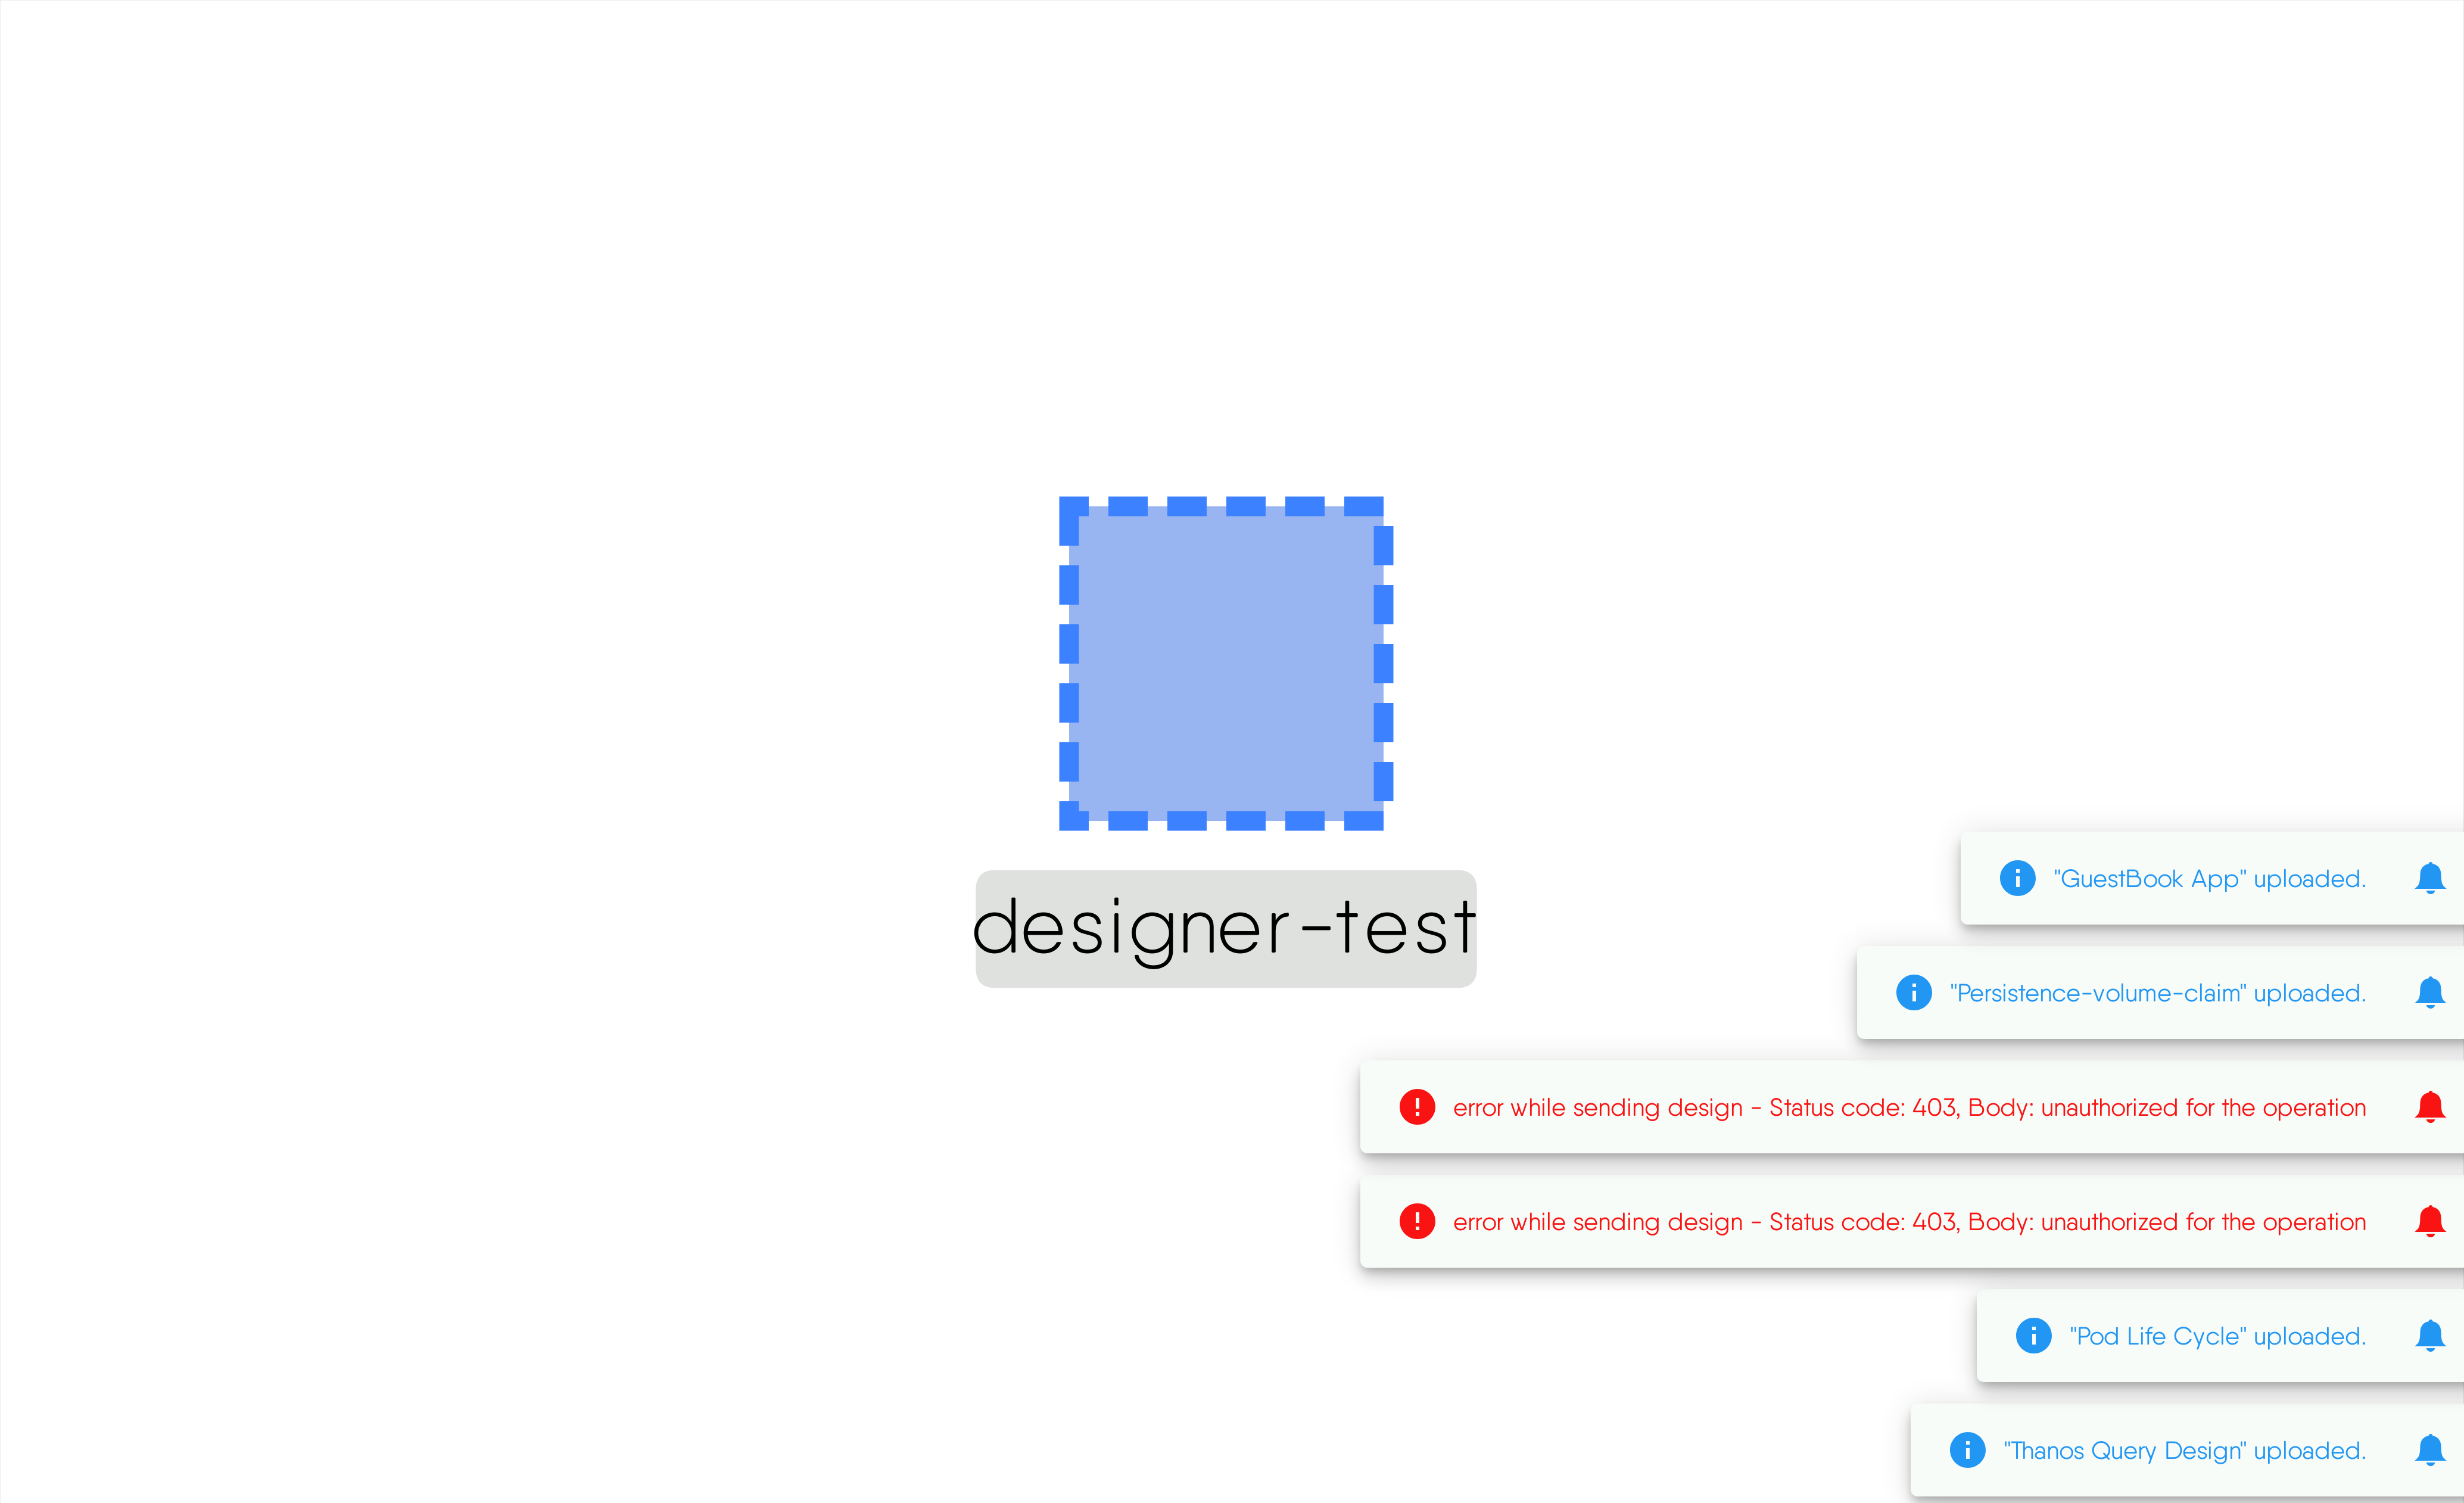 designer-test
"GuestBook App" uploaded.
"Persistence-volume-claim" uploaded.
error while sending design - Status code: 403, Body: unauthorized for the operation
error while sending design - Status code: 403, Body: unauthorized for the operation
"Pod Life Cycle" uploaded.
"Thanos Query Design" uploaded.